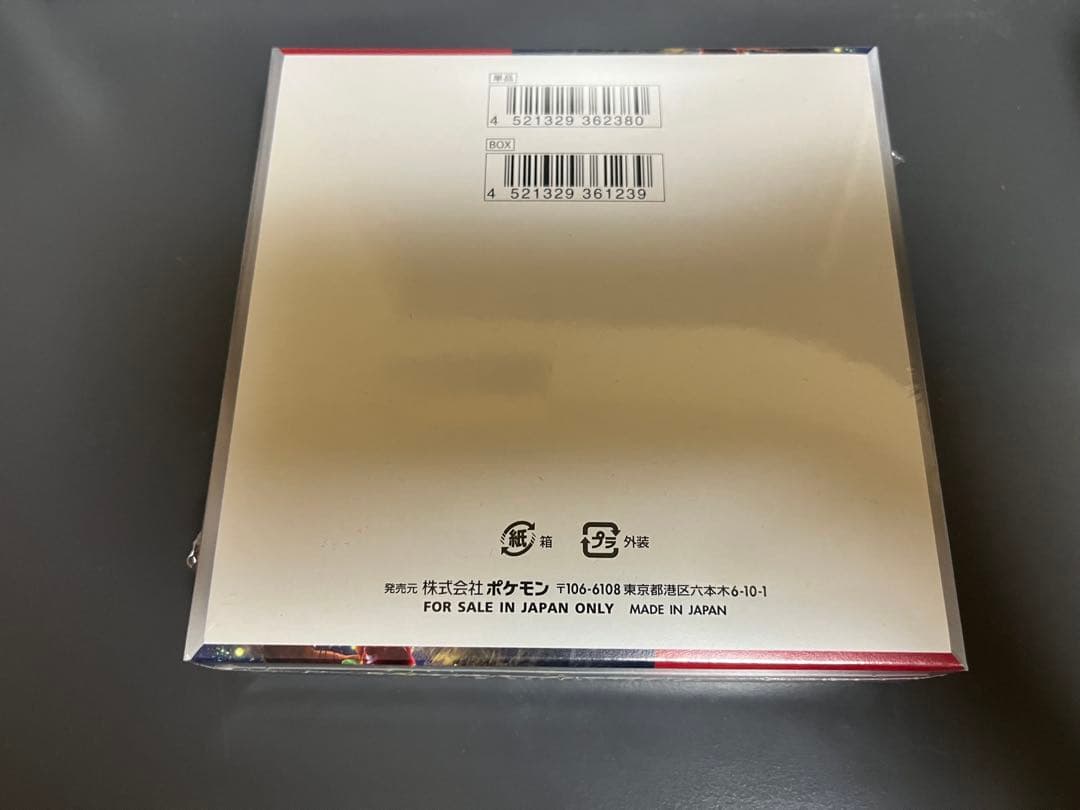 単品
4 521329 362380
BOX
4 521329 361239
紙 箱 プラ 外装
発売元 株式会社 ポケモン 〒106-6108 東京都港区六本木6-10-1
FOR SALE IN JAPAN ONLY MADE IN JAPAN